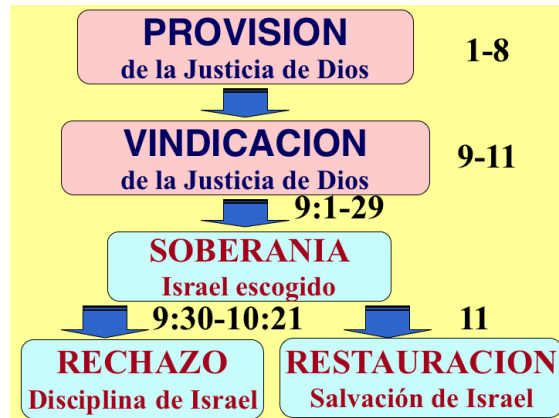 PROVISION
de la Justicia de Dios
1-8
VINDICACION
de la Justicia de Dios
9-11
9:1-29
SOBERANIA
Israel escogido
9:30-10:21
11
RECHAZO
Disciplina de Israel
RESTAURACION
Salvación de Israel